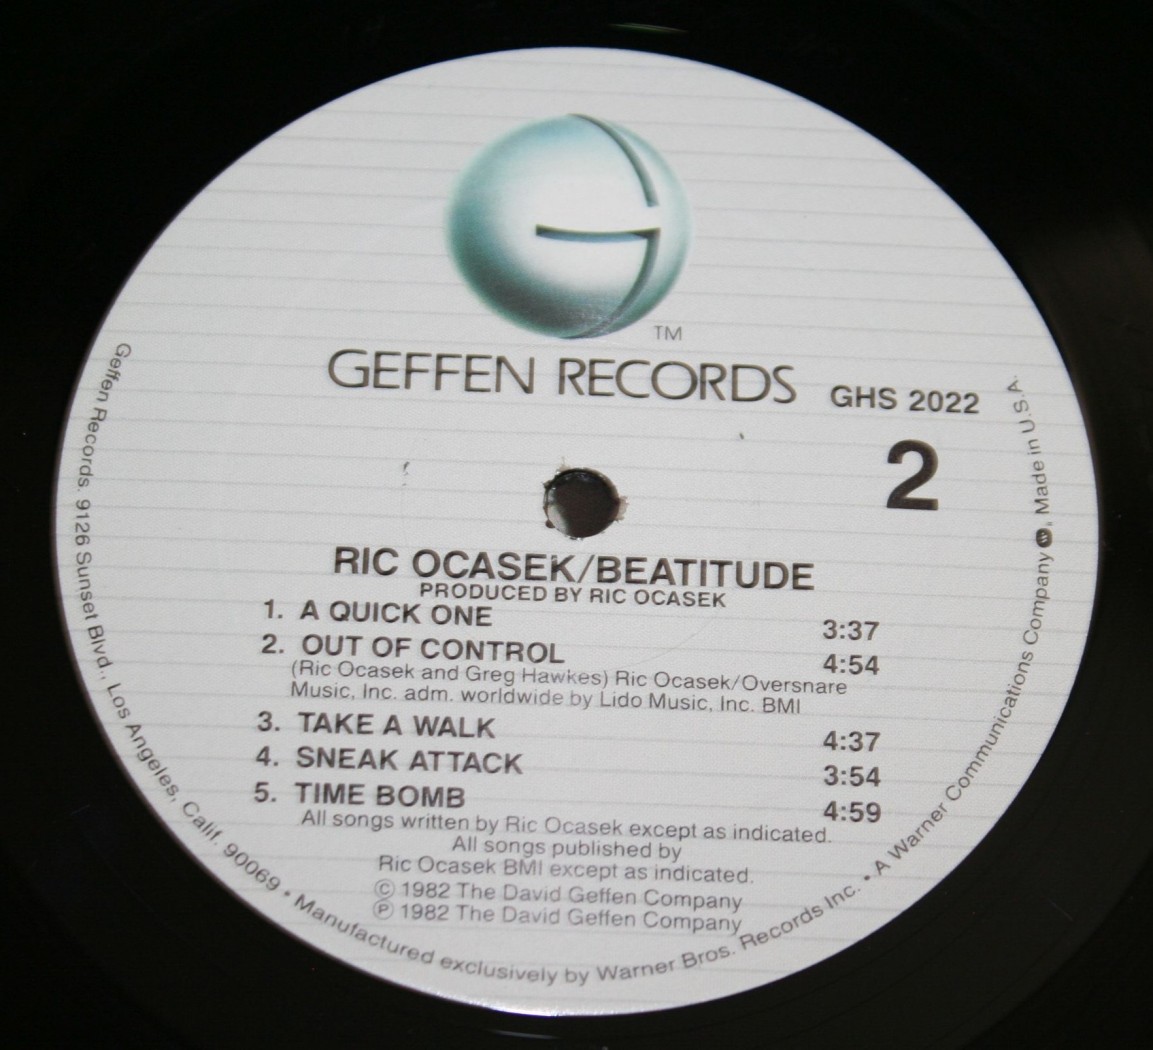 TM
GEFFEN RECORDS
GHS 2022
2
RIC OCASEK/BEATITUDE
PRODUCED BY RIC OCASEK
1. A QUICK ONE 3:37
2. OUT OF CONTROL 4:54
(Ric Ocasek and Greg Hawkes) Ric Ocasek/Oversnare
Music, Inc. adm. worldwide by Lido Music, Inc. BMI
3. TAKE A WALK 4:37
4. SNEAK ATTACK 3:54
5. TIME BOMB 4:59
All songs written by Ric Ocasek except as indicated.
All songs published by
Ric Ocasek BMI except as indicated.
© 1982 The David Geffen Company
℗ 1982 The David Geffen Company
Geffen Records. 9126 Sunset Blvd., Los Angeles, Calif. 90069 • Manufactured exclusively by Warner Bros. Records Inc. • A Warner Communications Company. Made in U.S.A.